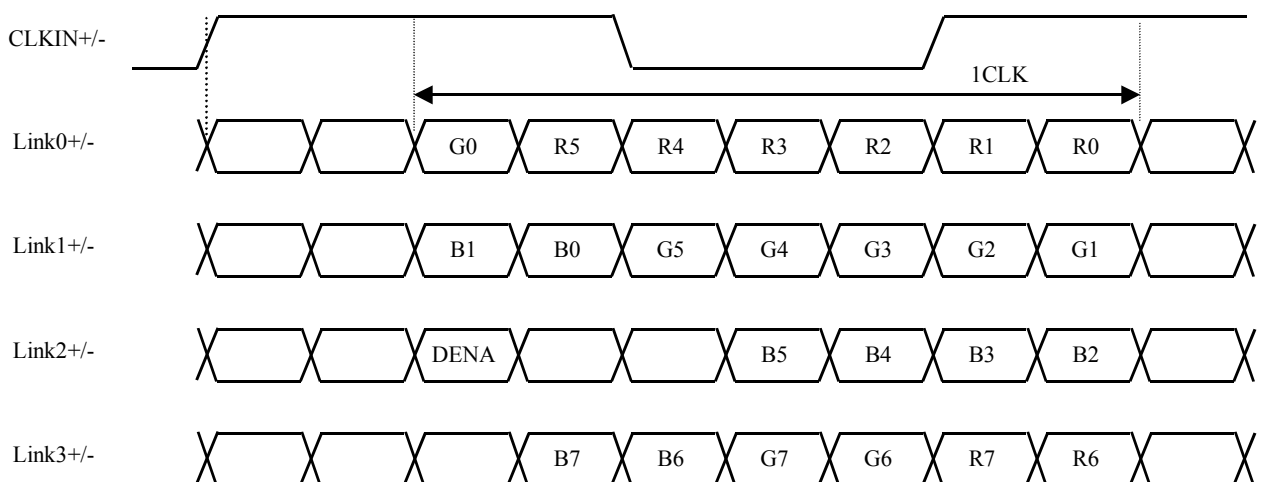 CLKIN+/-
1CLK
Link0+/- G0 R5 R4 R3 R2 R1 R0
Link1+/- B1 B0 G5 G4 G3 G2 G1
Link2+/- DENA B5 B4 B3 B2
Link3+/- B7 B6 G7 G6 R7 R6